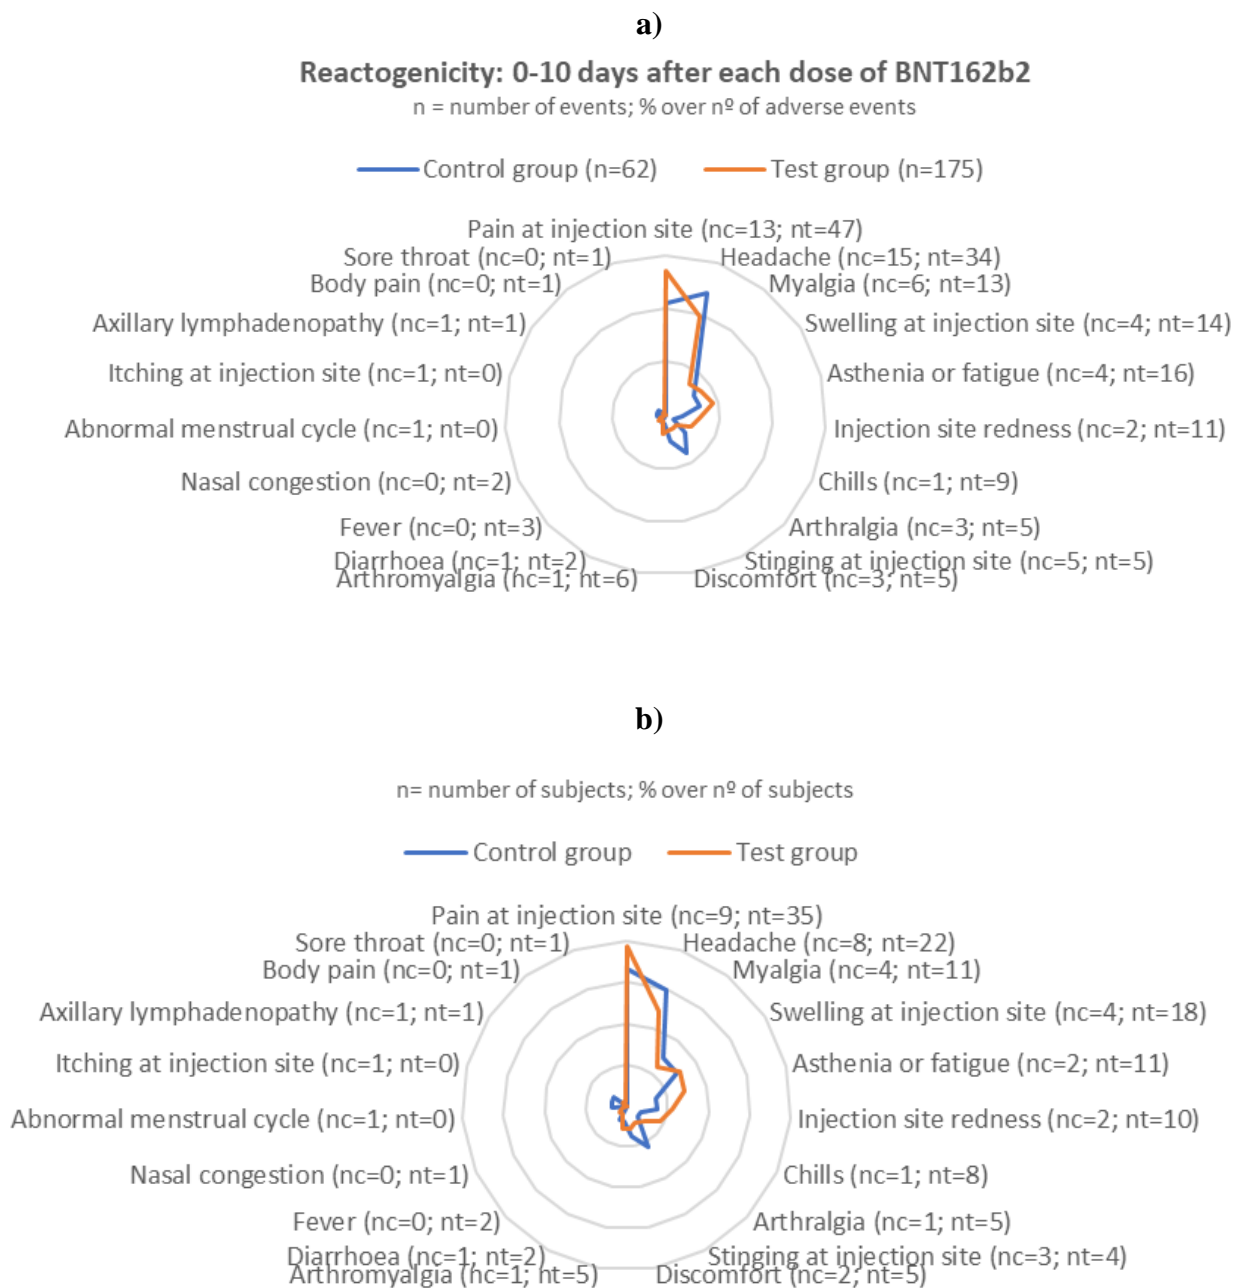 a)
Reactogenicity: 0-10 days after each dose of BNT162b2
n = number of events; % over nº of adverse events
Control group (n=62)
Test group (n=175)
Pain at injection site (nc=13; nt=47)
Headache (nc=15; nt=34)
Myalgia (nc=6; nt=13)
Swelling at injection site (nc=4; nt=14)
Asthenia or fatigue (nc=4; nt=16)
Injection site redness (nc=2; nt=11)
Chills (nc=1; nt=9)
Arthralgia (nc=3; nt=5)
Stinging at injection site (nc=5; nt=5)
Discomfort (nc=3; nt=5)
Arthromyalgia (nc=1; nt=6)
Diarrhoea (nc=1; nt=2)
Fever (nc=0; nt=3)
Nasal congestion (nc=0; nt=2)
Abnormal menstrual cycle (nc=1; nt=0)
Itching at injection site (nc=1; nt=0)
Axillary lymphadenopathy (nc=1; nt=1)
Body pain (nc=0; nt=1)
Sore throat (nc=0; nt=1)
b)
n= number of subjects; % over nº of subjects
Control group
Test group
Pain at injection site (nc=9; nt=35)
Headache (nc=8; nt=22)
Myalgia (nc=4; nt=11)
Swelling at injection site (nc=4; nt=18)
Asthenia or fatigue (nc=2; nt=11)
Injection site redness (nc=2; nt=10)
Chills (nc=1; nt=8)
Arthralgia (nc=1; nt=5)
Stinging at injection site (nc=3; nt=4)
Discomfort (nc=2; nt=5)
Arthromyalgia (nc=1; nt=5)
Diarrhoea (nc=1; nt=2)
Fever (nc=0; nt=2)
Nasal congestion (nc=0; nt=1)
Abnormal menstrual cycle (nc=1; nt=0)
Itching at injection site (nc=1; nt=0)
Axillary lymphadenopathy (nc=1; nt=1)
Body pain (nc=0; nt=1)
Sore throat (nc=0; nt=1)